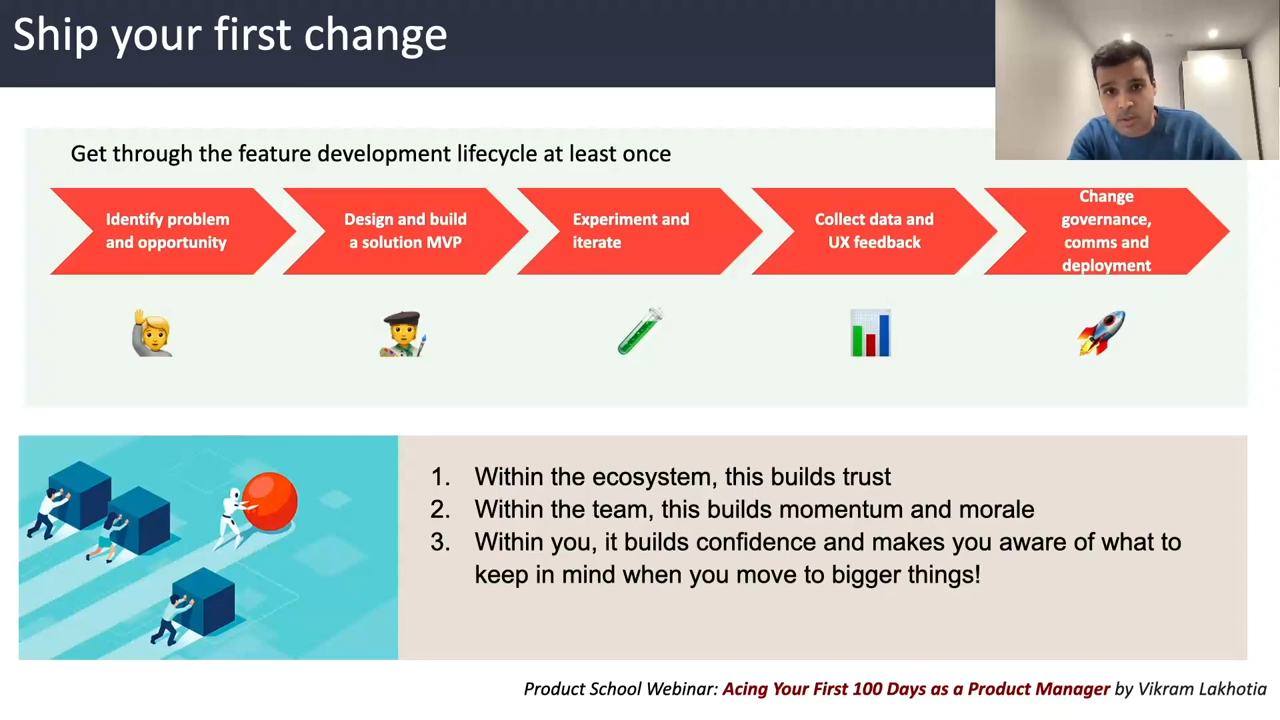 Ship your first change
Get through the feature development lifecycle at least once
Identify problem
and opportunity
Design and build
a solution MVP
Experiment and
iterate
Collect data and
UX feedback
Change
governance,
comms and
deployment
1. Within the ecosystem, this builds trust
2. Within the team, this builds momentum and morale
3. Within you, it builds confidence and makes you aware of what to
keep in mind when you move to bigger things!
Product School Webinar: Acing Your First 100 Days as a Product Manager by Vikram Lakhotia